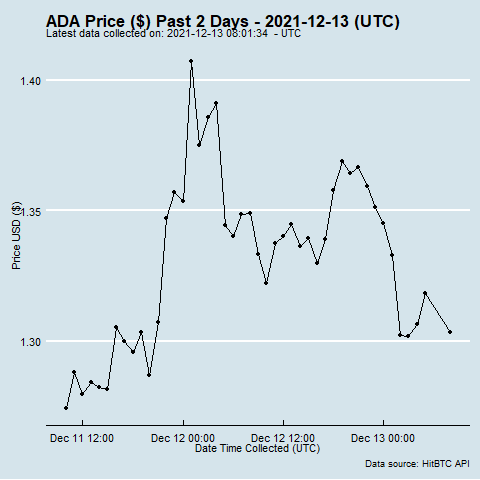 ADA Price ($) Past 2 Days - 2021-12-13 (UTC)
Latest data collected on: 2021-12-13 08:01:34 - UTC
1.40
1.35
1.30
Price USD ($)
Dec 11 12:00 Dec 12 00:00 Dec 12 12:00 Dec 13 00:00
Date Time Collected (UTC)
Data source: HitBTC API